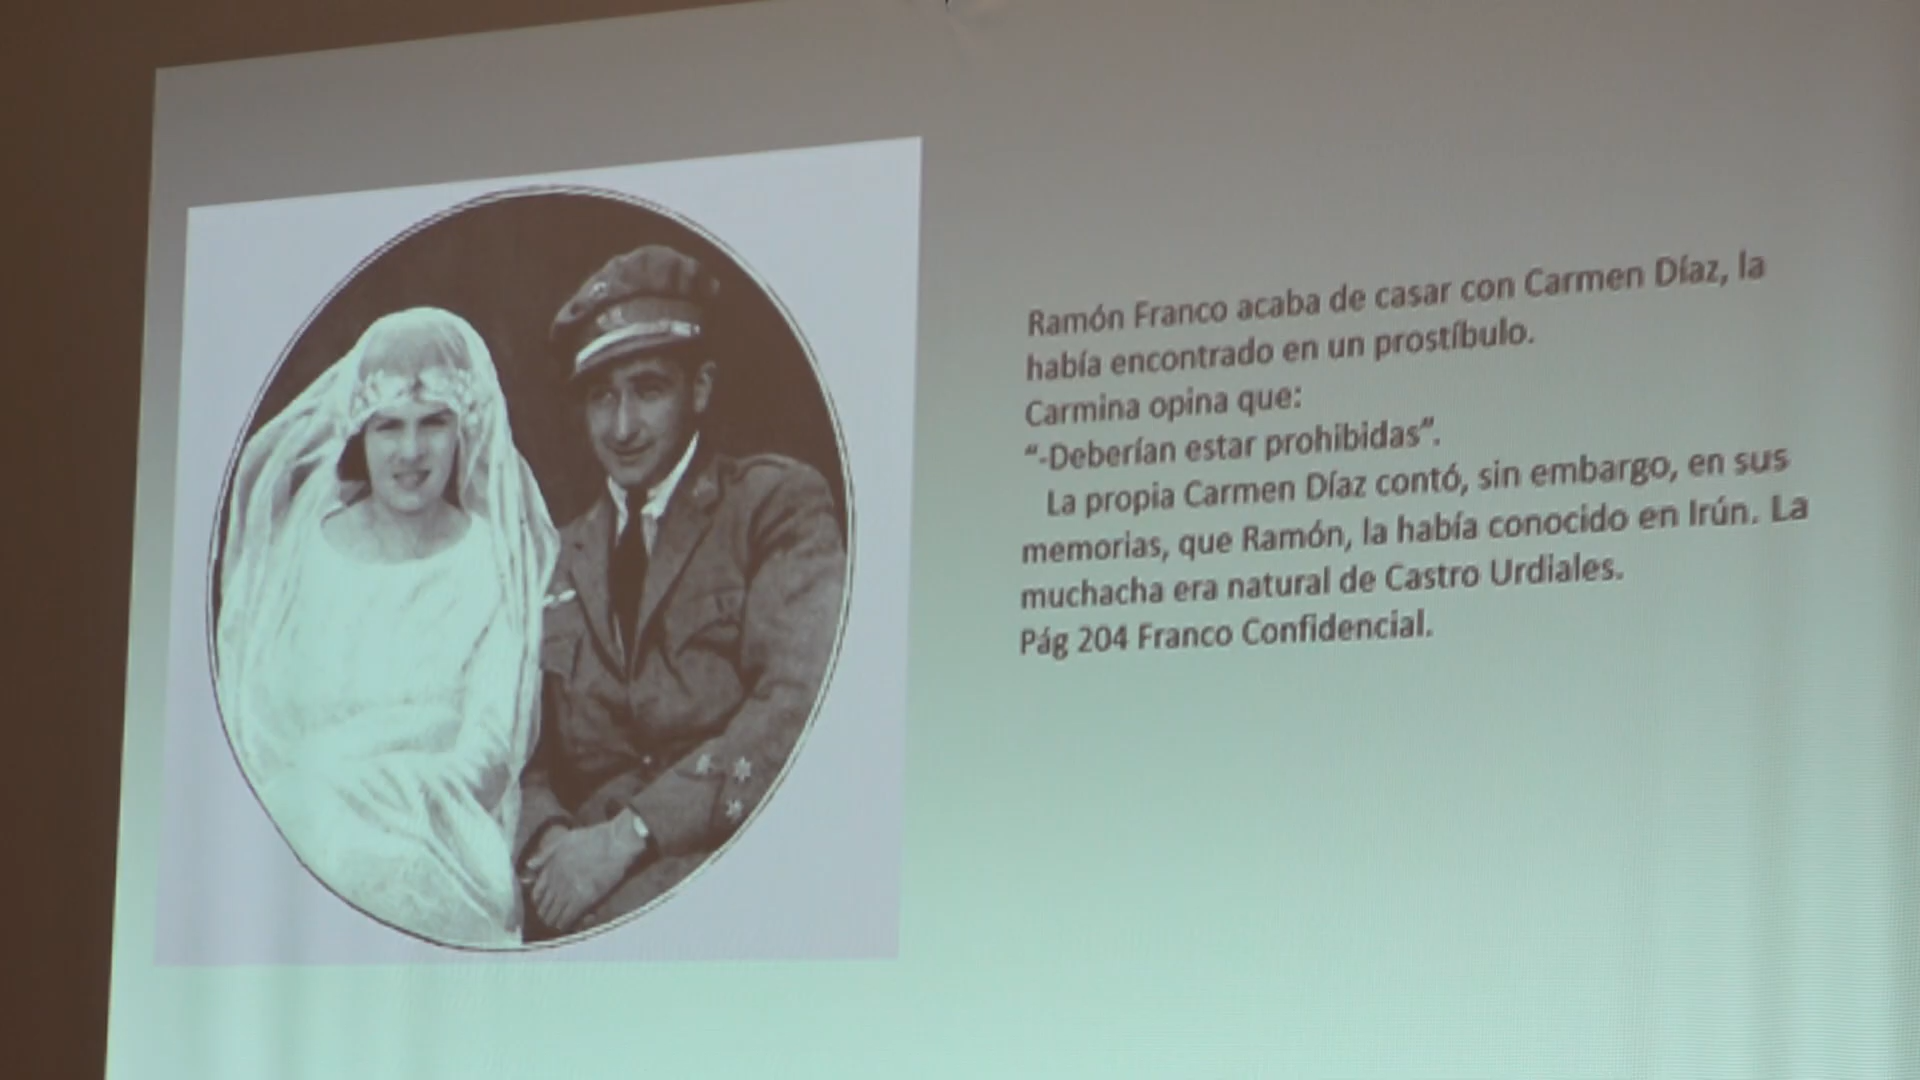 Ramón Franco acaba de casar con Carmen Díaz, la
había encontrado en un prostíbulo.
Carmina opina que:
“-Deberían estar prohibidas”.
La propia Carmen Díaz contó, sin embargo, en sus
memorias, que Ramón, la había conocido en Irún. La
muchacha era natural de Castro Urdiales.
Pág 204 Franco Confidencial.